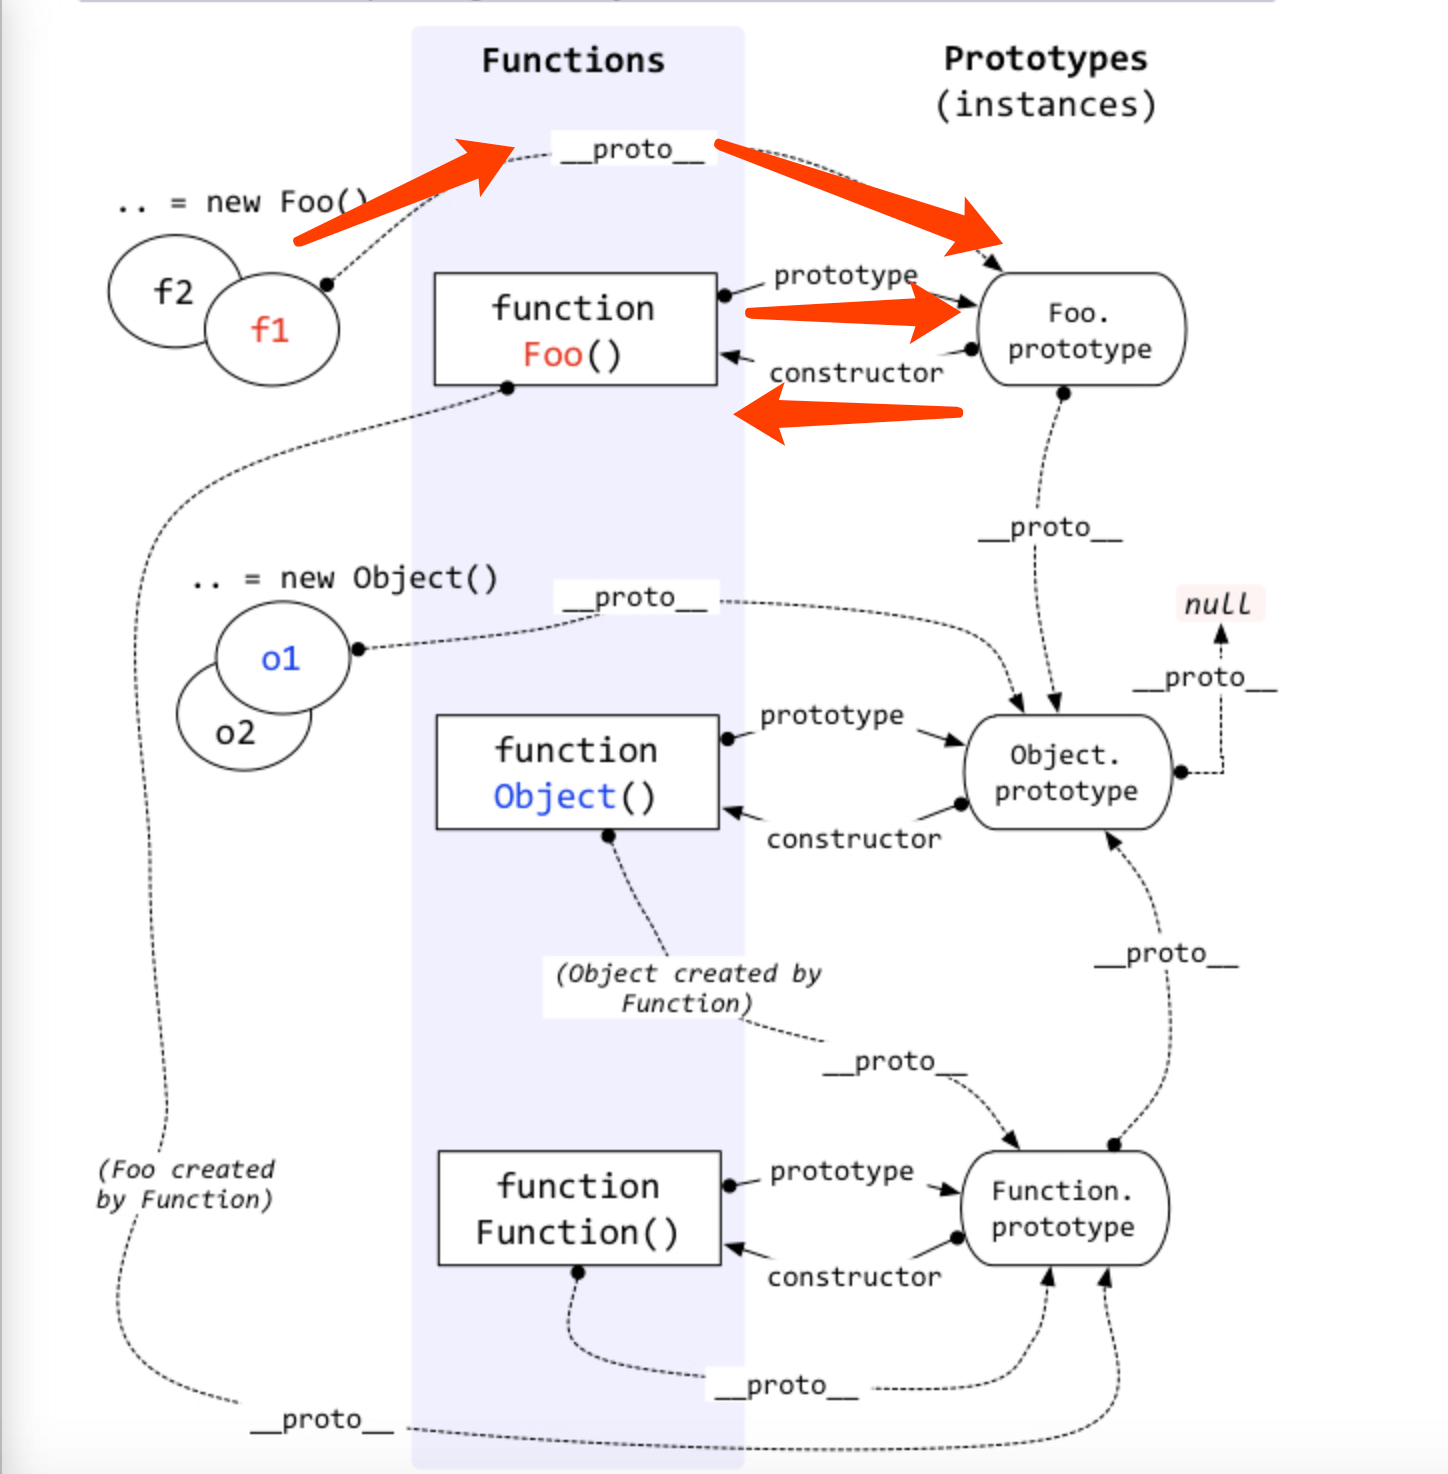 Functions
Prototypes
(instances)
__proto__
.. = new Foo()
f2
f1
prototype
function
Foo()
Foo.
prototype
constructor
__proto__
.. = new Object()
__proto__
null
o1
__proto__
o2
prototype
function
Object()
Object.
prototype
constructor
__proto__
(Object created by
Function)
__proto__
(Foo created
by Function)
prototype
function
Function()
Function.
prototype
constructor
__proto__
__proto__